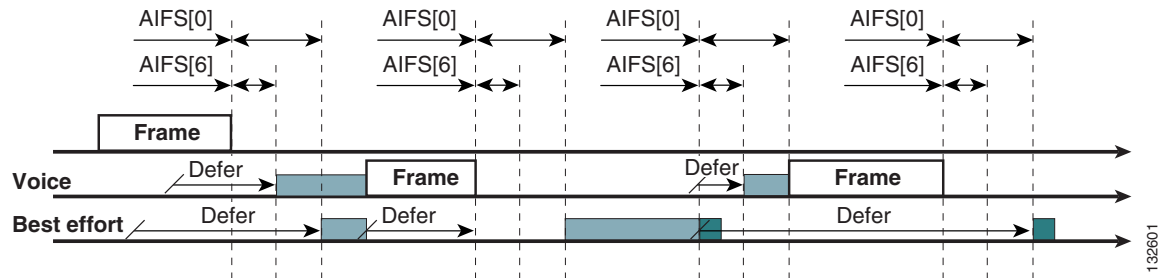 AIFS[0] AIFS[0] AIFS[0] AIFS[0]
AIFS[6] AIFS[6] AIFS[6] AIFS[6]
Frame
Voice Defer Frame Defer Frame
Best effort Defer Defer Defer
132601